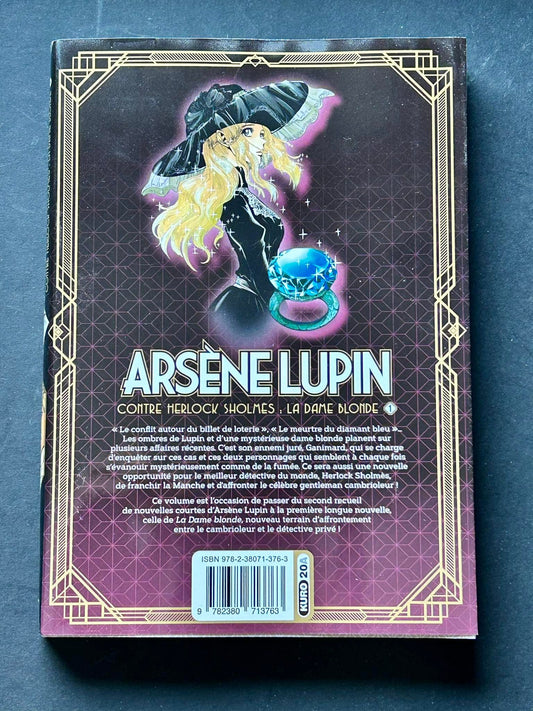 ARSÈNE LUPIN
CONTRE HERLOCK SHOLMÈS : LA DAME BLONDE 1
« Le conflit autour du billet de loterie », « Le meurtre du diamant bleu »...
Les ombres de Lupin et d'une mystérieuse dame blonde planent sur
plusieurs affaires récentes. C'est son ennemi juré, Ganimard, qui se charge
d'enquêter sur ces cas et ces deux personnages qui semblent à chaque fois
s'évanouir mystérieusement comme de la fumée. Ce sera aussi une nouvelle
opportunité pour le meilleur détective du monde, Herlock Sholmès,
de franchir la Manche et d'affronter le célèbre gentleman cambrioleur !
Ce volume est l'occasion de passer du second recueil
de nouvelles courtes d'Arsène Lupin à la première longue nouvelle,
celle de La Dame blonde, nouveau terrain d'affrontement
entre le cambrioleur et le détective privé !
ISBN 978-2-38071-376-3
9 782380 713763
KURO 20A